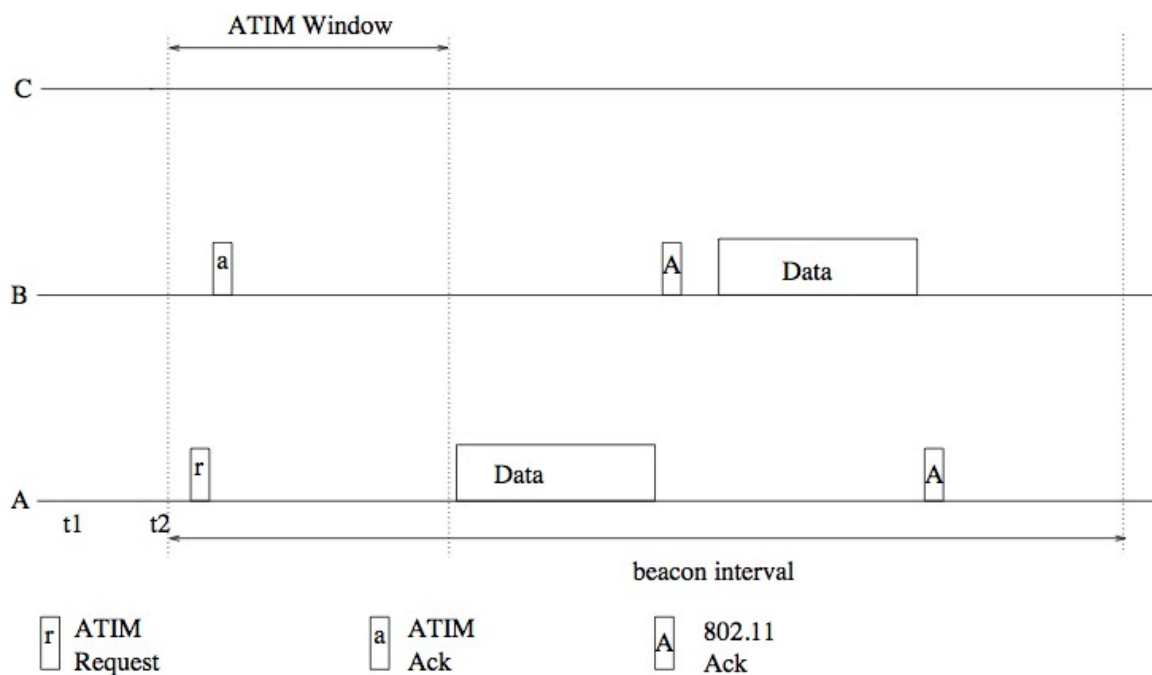 ATIM Window
C
a
A
Data
B
r
Data
A
A
t1
t2
beacon interval
r
ATIM
Request
a
ATIM
Ack
A
802.11
Ack